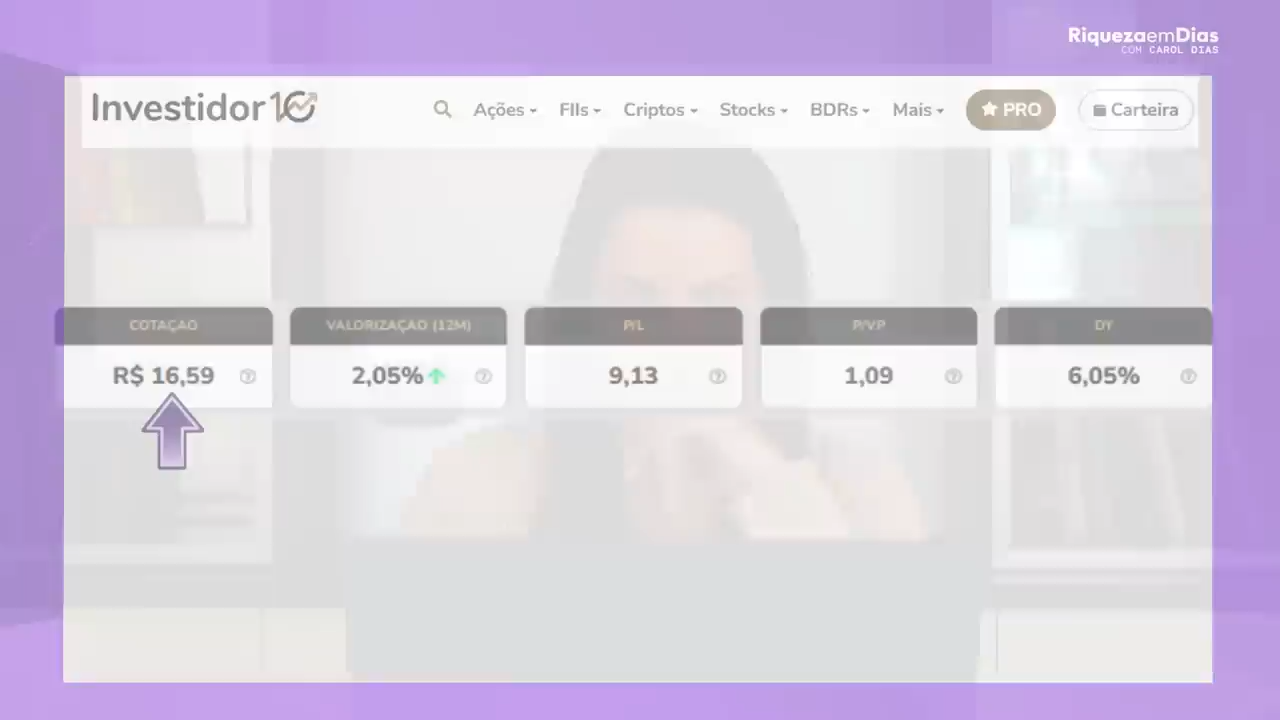 RiquezaemDias
COM CAROL DIAS
Investidor10
Ações FIIs Criptos Stocks BDRs Mais PRO Carteira
COTAÇÃO VALORIZAÇÃO (12M) P/L P/VP DY
R$ 16,59 2,05% 9,13 1,09 6,05%